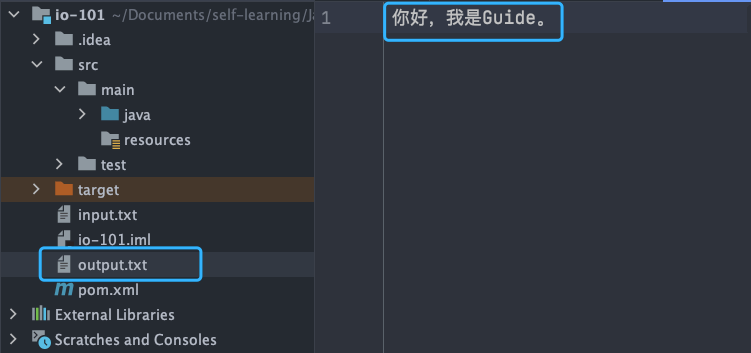 io-101 ~/Documents/self-learning/Ja
.idea
src
main
java
resources
test
target
input.txt
io-101.iml
output.txt
pom.xml
External Libraries
Scratches and Consoles
1
你好，我是Guide。